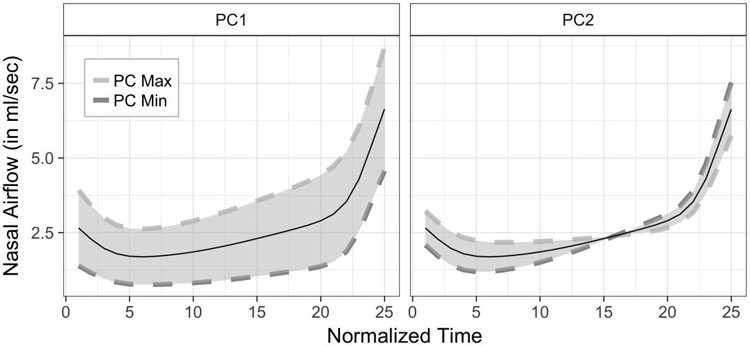 PC1
PC2
Nasal Airflow (in ml/sec)
7.5
5.0
2.5
PC Max
PC Min
0 5 10 15 20 25
0 5 10 15 20 25
Normalized Time